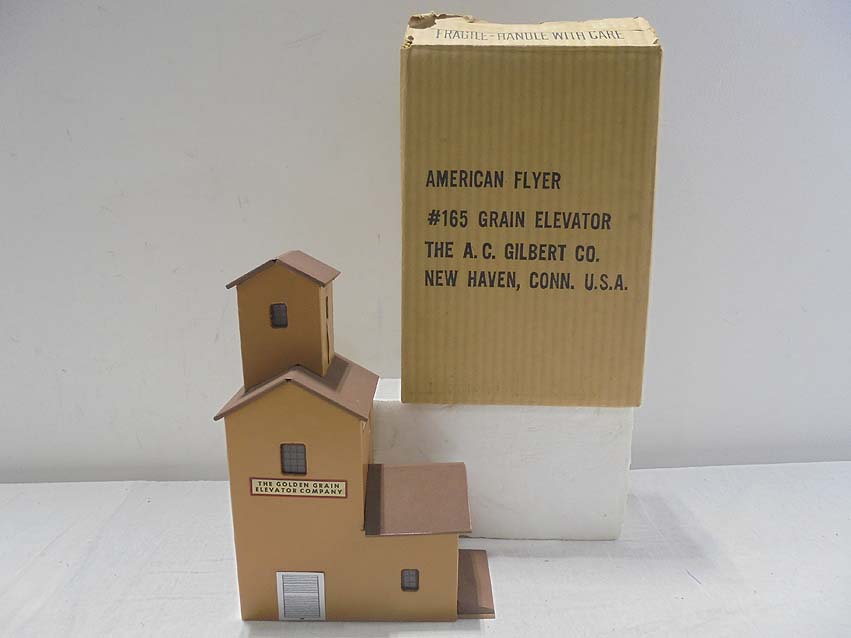 FRAGILE-HANDLE WITH CARE
AMERICAN FLYER
#165 GRAIN ELEVATOR
THE A.C. GILBERT CO.
NEW HAVEN, CONN. U.S.A.
THE GOLDEN GRAIN
ELEVATOR COMPANY